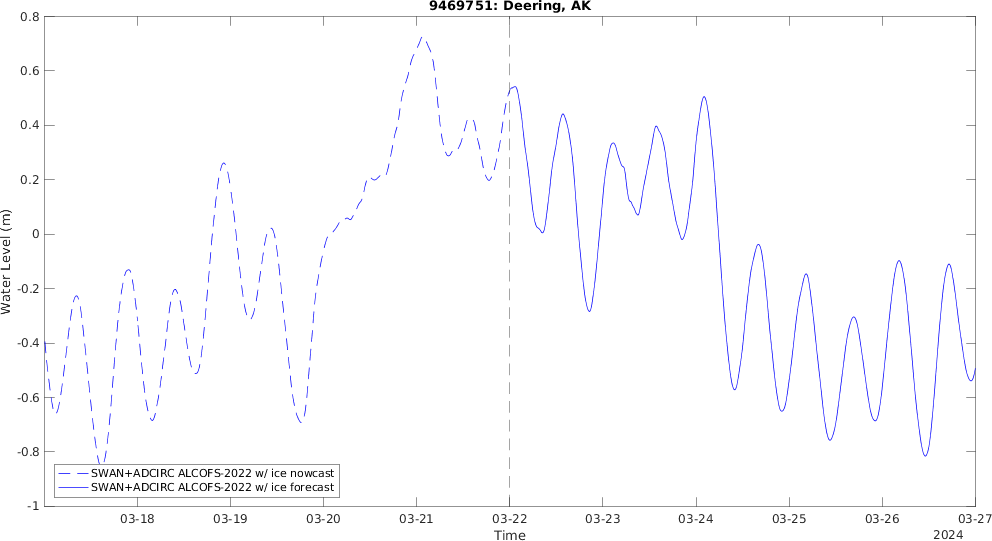 9469751: Deering, AK
0.8
0.6
0.4
0.2
0
-0.2
-0.4
-0.6
-0.8
-1
Water Level (m)
SWAN+ADCIRC ALCOFS-2022 w/ ice nowcast
SWAN+ADCIRC ALCOFS-2022 w/ ice forecast
03-18 03-19 03-20 03-21 03-22 03-23 03-24 03-25 03-26 03-27
Time
2024